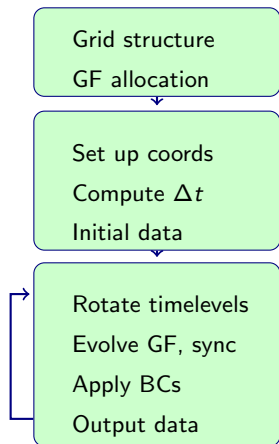 Grid structure
GF allocation
Set up coords
Compute Δt
Initial data
Rotate timelevels
Evolve GF, sync
Apply BCs
Output data